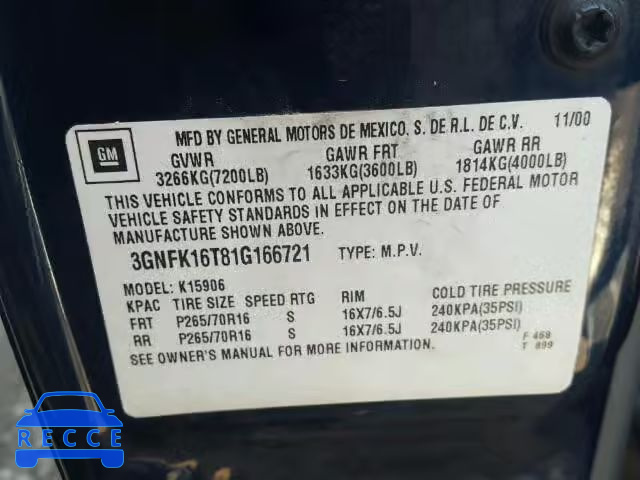 GM
MFD BY GENERAL MOTORS DE MEXICO, S. DE R.L. DE C.V. 11/00
GVWR GAWR FRT GAWR RR
3266KG(7200LB) 1633KG(3600LB) 1814KG(4000LB)
THIS VEHICLE CONFORMS TO ALL APPLICABLE U.S. FEDERAL MOTOR
VEHICLE SAFETY STANDARDS IN EFFECT ON THE DATE OF
MANUFACTURE SHOWN ABOVE.
3GNFK16T81G166721 TYPE: M.P.V.
MODEL: K15906
KPAC TIRE SIZE SPEED RTG RIM COLD TIRE PRESSURE
FRT P265/70R16 S 16X7/6.5J 240KPA(35PSI)
RR P265/70R16 S 16X7/6.5J 240KPA(35PSI)
SEE OWNER'S MANUAL FOR MORE INFORMATION. F 468
T 899
RECCE